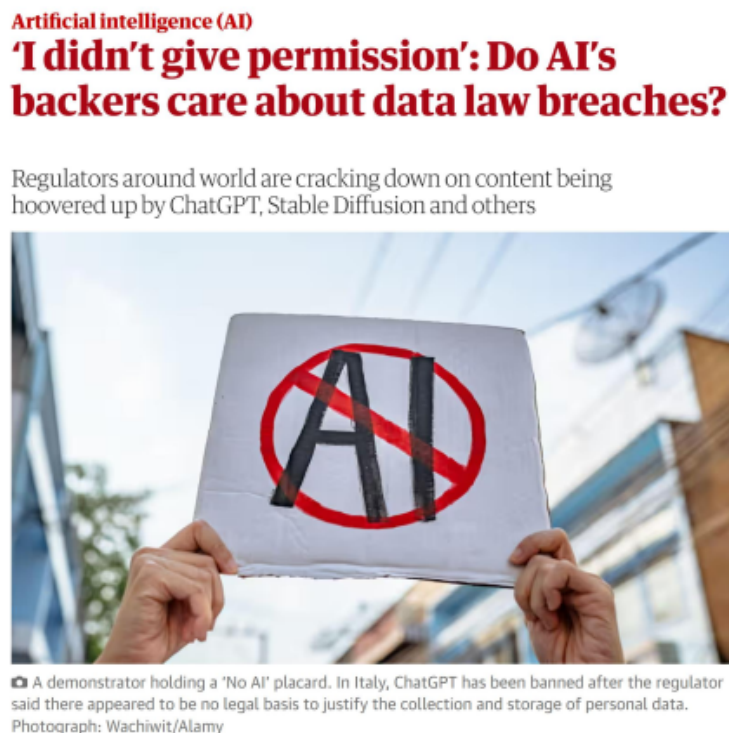 Artificial intelligence (AI)
‘I didn’t give permission’: Do AI’s
backers care about data law breaches?
Regulators around world are cracking down on content being
hoovered up by ChatGPT, Stable Diffusion and others
AI
A demonstrator holding a ‘No AI’ placard. In Italy, ChatGPT has been banned after the regulator
said there appeared to be no legal basis to justify the collection and storage of personal data.
Photograph: Wachiwit/Alamy